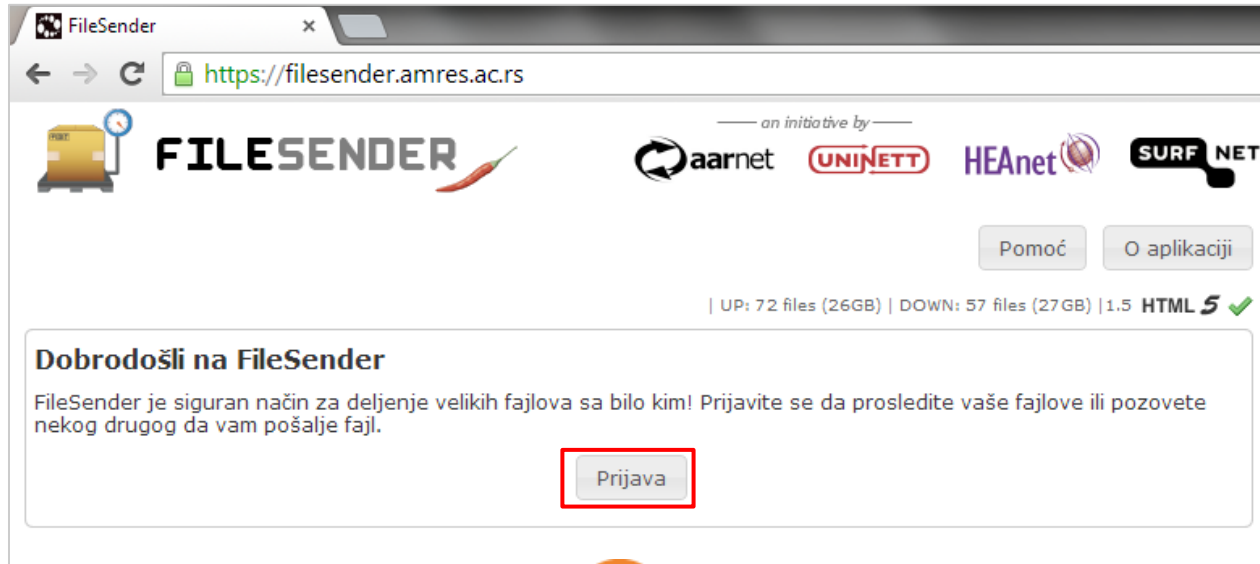 FileSender
https://filesender.amres.ac.rs
an initiative by
FILESENDER
aarnet UNINETT HEAnet SURF NET
Pomoć O aplikaciji
| UP: 72 files (26GB) | DOWN: 57 files (27GB) |1.5 HTML 5
Dobrodošli na FileSender
FileSender je siguran način za deljenje velikih fajlova sa bilo kim! Prijavite se da prosledite vaše fajlove ili pozovete
nekog drugog da vam pošalje fajl.
Prijava